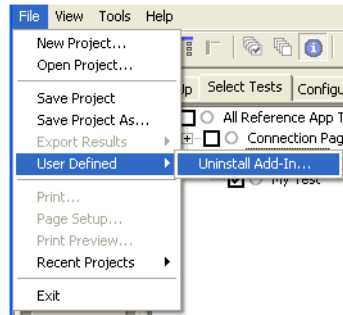 File View Tools Help
New Project...
Open Project...
Save Project
Save Project As...
Export Results
User Defined
Print...
Page Setup...
Print Preview...
Recent Projects
Exit
Uninstall Add-In...
Select Tests
All Reference App
Connection
My Test